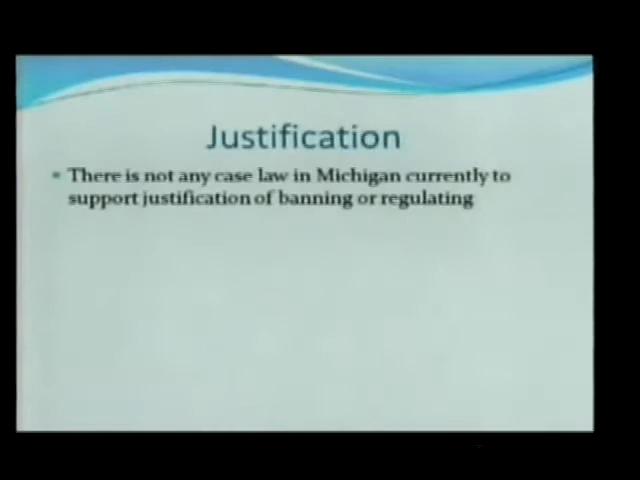 Justification
There is not any case law in Michigan currently to
support justification of banning or regulating